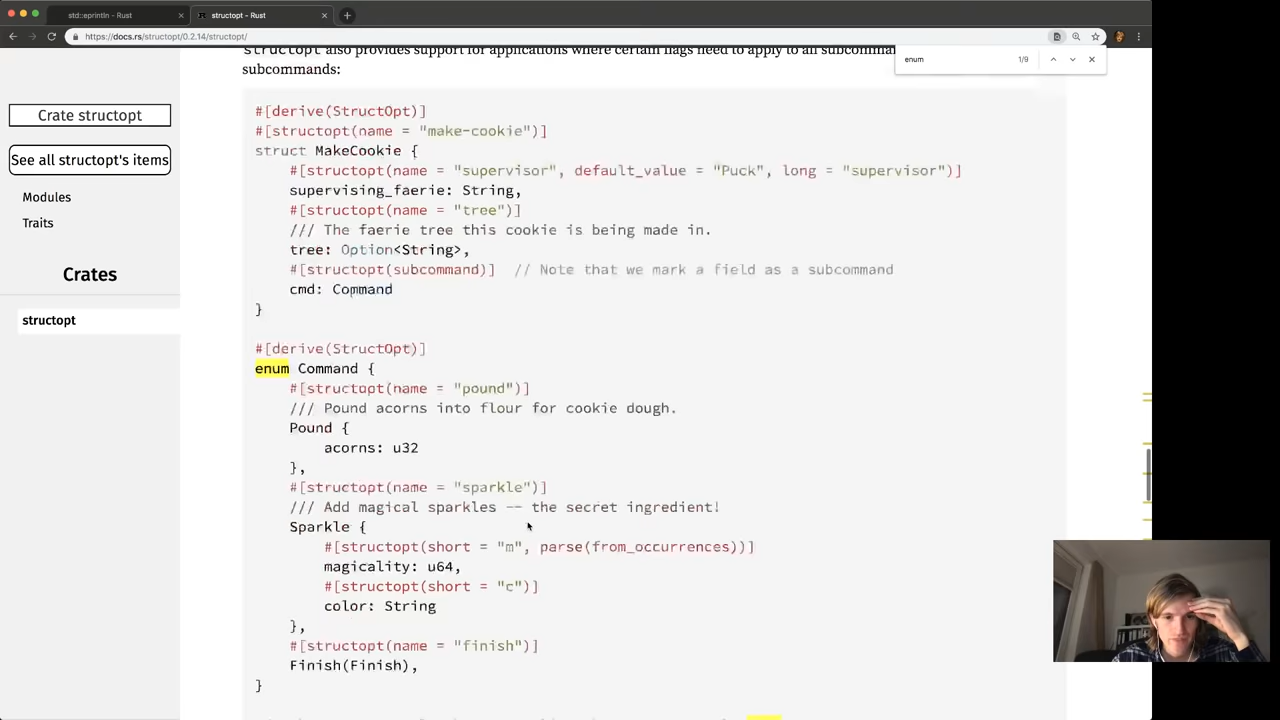 std::eprintln - Rust
structopt - Rust
https://docs.rs/structopt/0.2.14/structopt/
enum
1/9
structopt also provides support for applications where certain flags need to apply to all
subcommands:
Crate structopt
See all structopt's items
Modules
Traits
Crates
structopt
#[derive(StructOpt)]
#[structopt(name = "make-cookie")]
struct MakeCookie {
#[structopt(name = "supervisor", default_value = "Puck", long = "supervisor")]
supervising_faerie: String,
#[structopt(name = "tree")]
/// The faerie tree this cookie is being made in.
tree: Option<String>,
#[structopt(subcommand)]  // Note that we mark a field as a subcommand
cmd: Command
}
#[derive(StructOpt)]
enum Command {
#[structopt(name = "pound")]
/// Pound acorns into flour for cookie dough.
Pound {
acorns: u32
},
#[structopt(name = "sparkle")]
/// Add magical sparkles -- the secret ingredient!
Sparkle {
#[structopt(short = "m", parse(from_occurrences))]
magicality: u64,
#[structopt(short = "c")]
color: String
},
#[structopt(name = "finish")]
Finish(Finish),
}